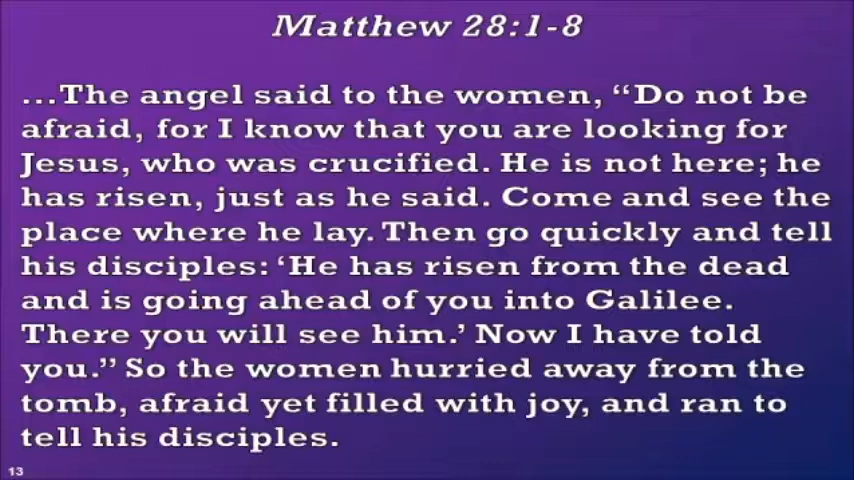 Matthew 28:1-8
...The angel said to the women, “Do not be
afraid, for I know that you are looking for
Jesus, who was crucified. He is not here; he
has risen, just as he said. Come and see the
place where he lay. Then go quickly and tell
his disciples: ‘He has risen from the dead
and is going ahead of you into Galilee.
There you will see him.’ Now I have told
you.” So the women hurried away from the
tomb, afraid yet filled with joy, and ran to
tell his disciples.
13